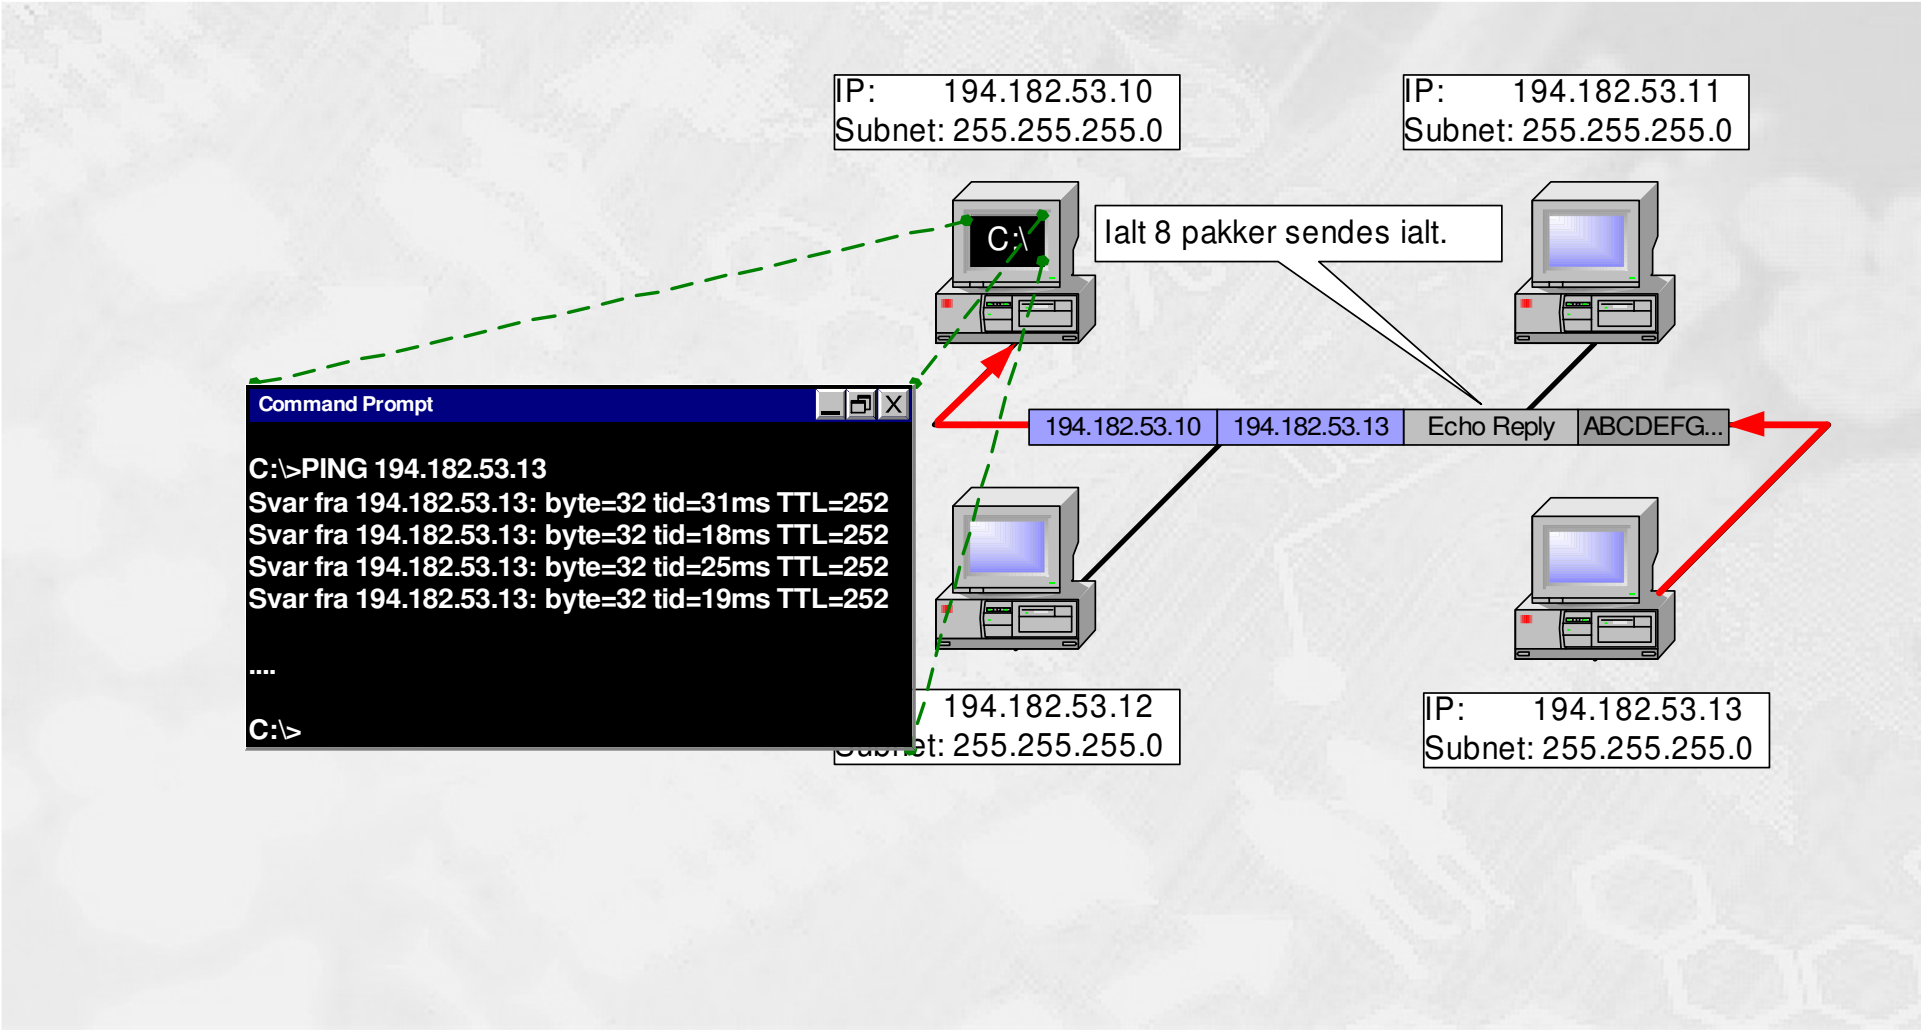 IP: 194.182.53.10
Subnet: 255.255.255.0
IP: 194.182.53.11
Subnet: 255.255.255.0
C:\
Ialt 8 pakker sendes ialt.
Command Prompt
C:\>PING 194.182.53.13
Svar fra 194.182.53.13: byte=32 tid=31ms TTL=252
Svar fra 194.182.53.13: byte=32 tid=18ms TTL=252
Svar fra 194.182.53.13: byte=32 tid=25ms TTL=252
Svar fra 194.182.53.13: byte=32 tid=19ms TTL=252
....
C:\>
194.182.53.10 194.182.53.13 Echo Reply ABCDEFG...
194.182.53.12
Subnet: 255.255.255.0
IP: 194.182.53.13
Subnet: 255.255.255.0